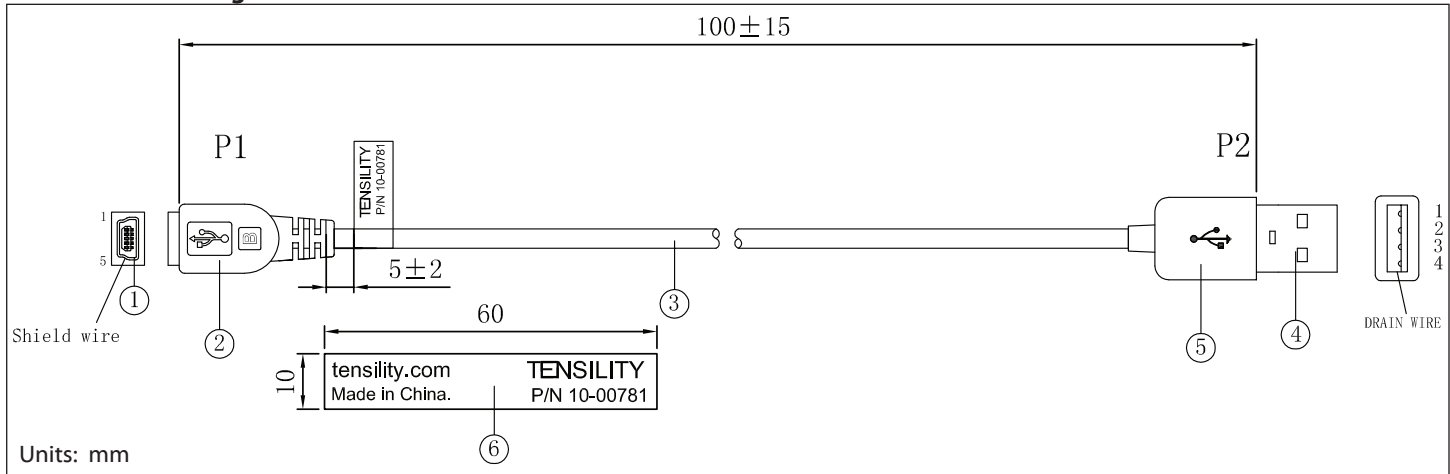 100±15
P1
P2
TENSILITY
P/N 10-00781
1
5
B
1
2
3
4
5±2
①
②
③
④
⑤
Shield wire
DRAIN WIRE
60
10
tensility.com
TENSILITY
Made in China.
P/N 10-00781
⑥
Units: mm